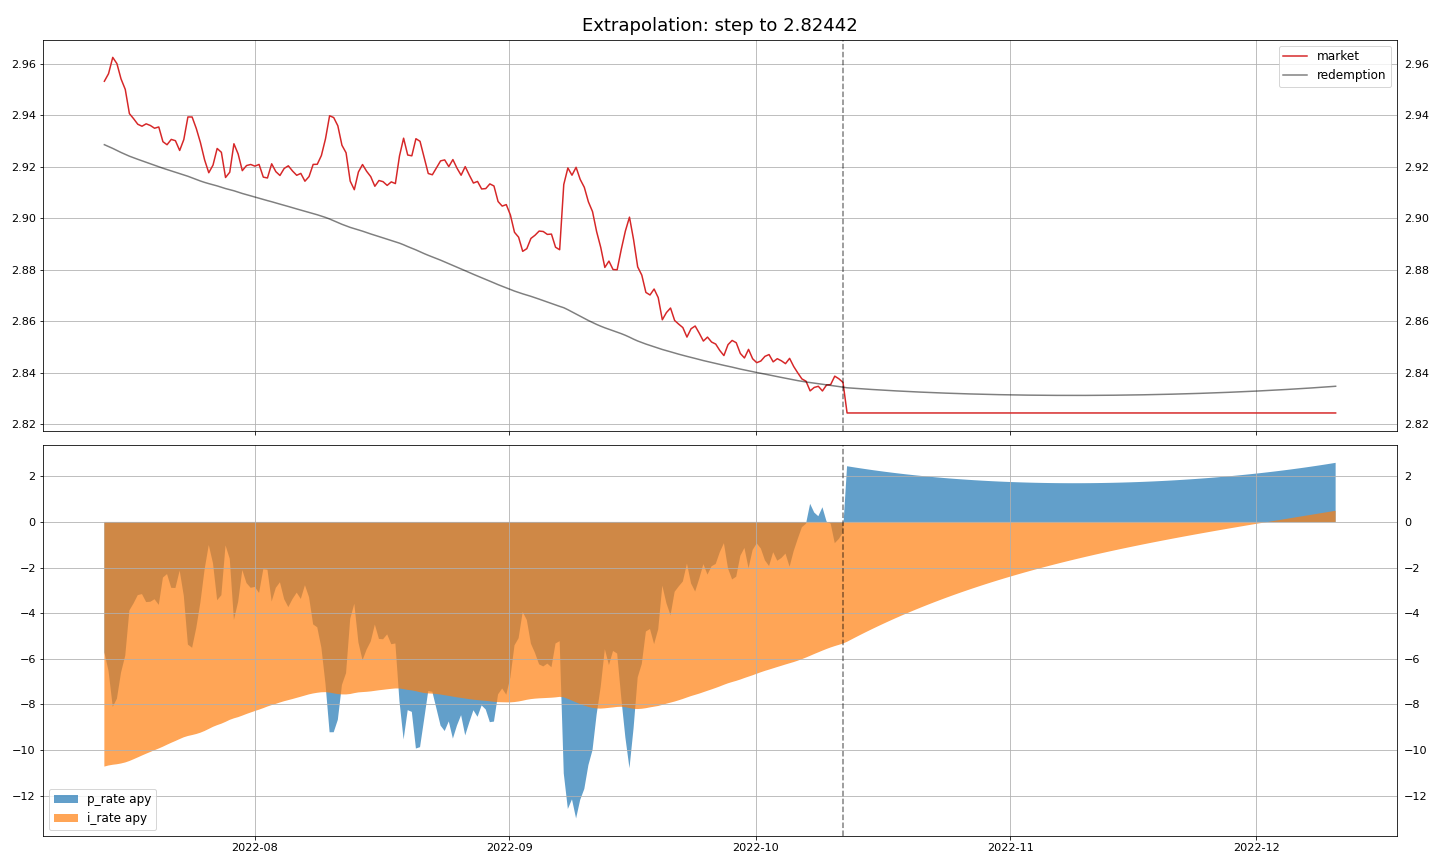 Extrapolation: step to 2.82442
market
redemption
2.96 2.96
2.94 2.94
2.92 2.92
2.90 2.90
2.88 2.88
2.86 2.86
2.84 2.84
2.82 2.82
2 2
0 0
−2 −2
−4 −4
−6 −6
−8 −8
−10 −10
−12 −12
p_rate apy
i_rate apy
2022-08 2022-09 2022-10 2022-11 2022-12